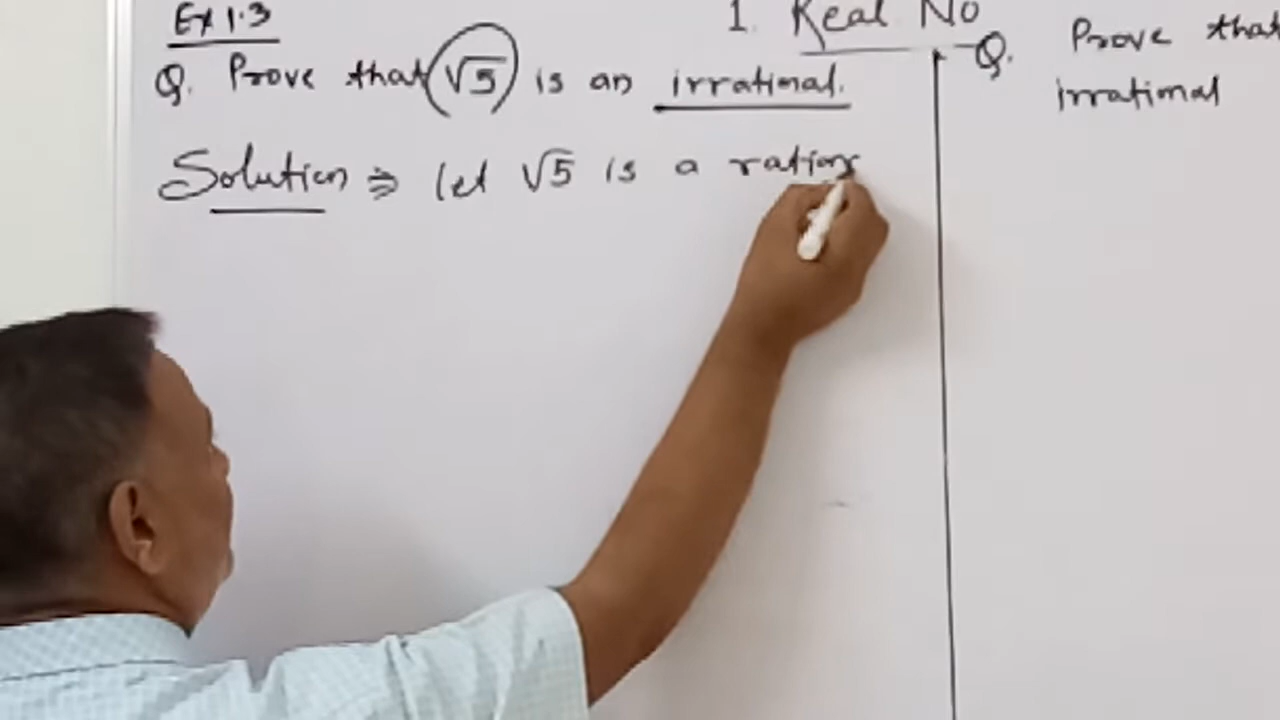 Ex 1.3
1. Real No
Q. Prove that √5 is an irrational.
Solution ⇒ let √5 is a rationa
Q. Prove that
irrational